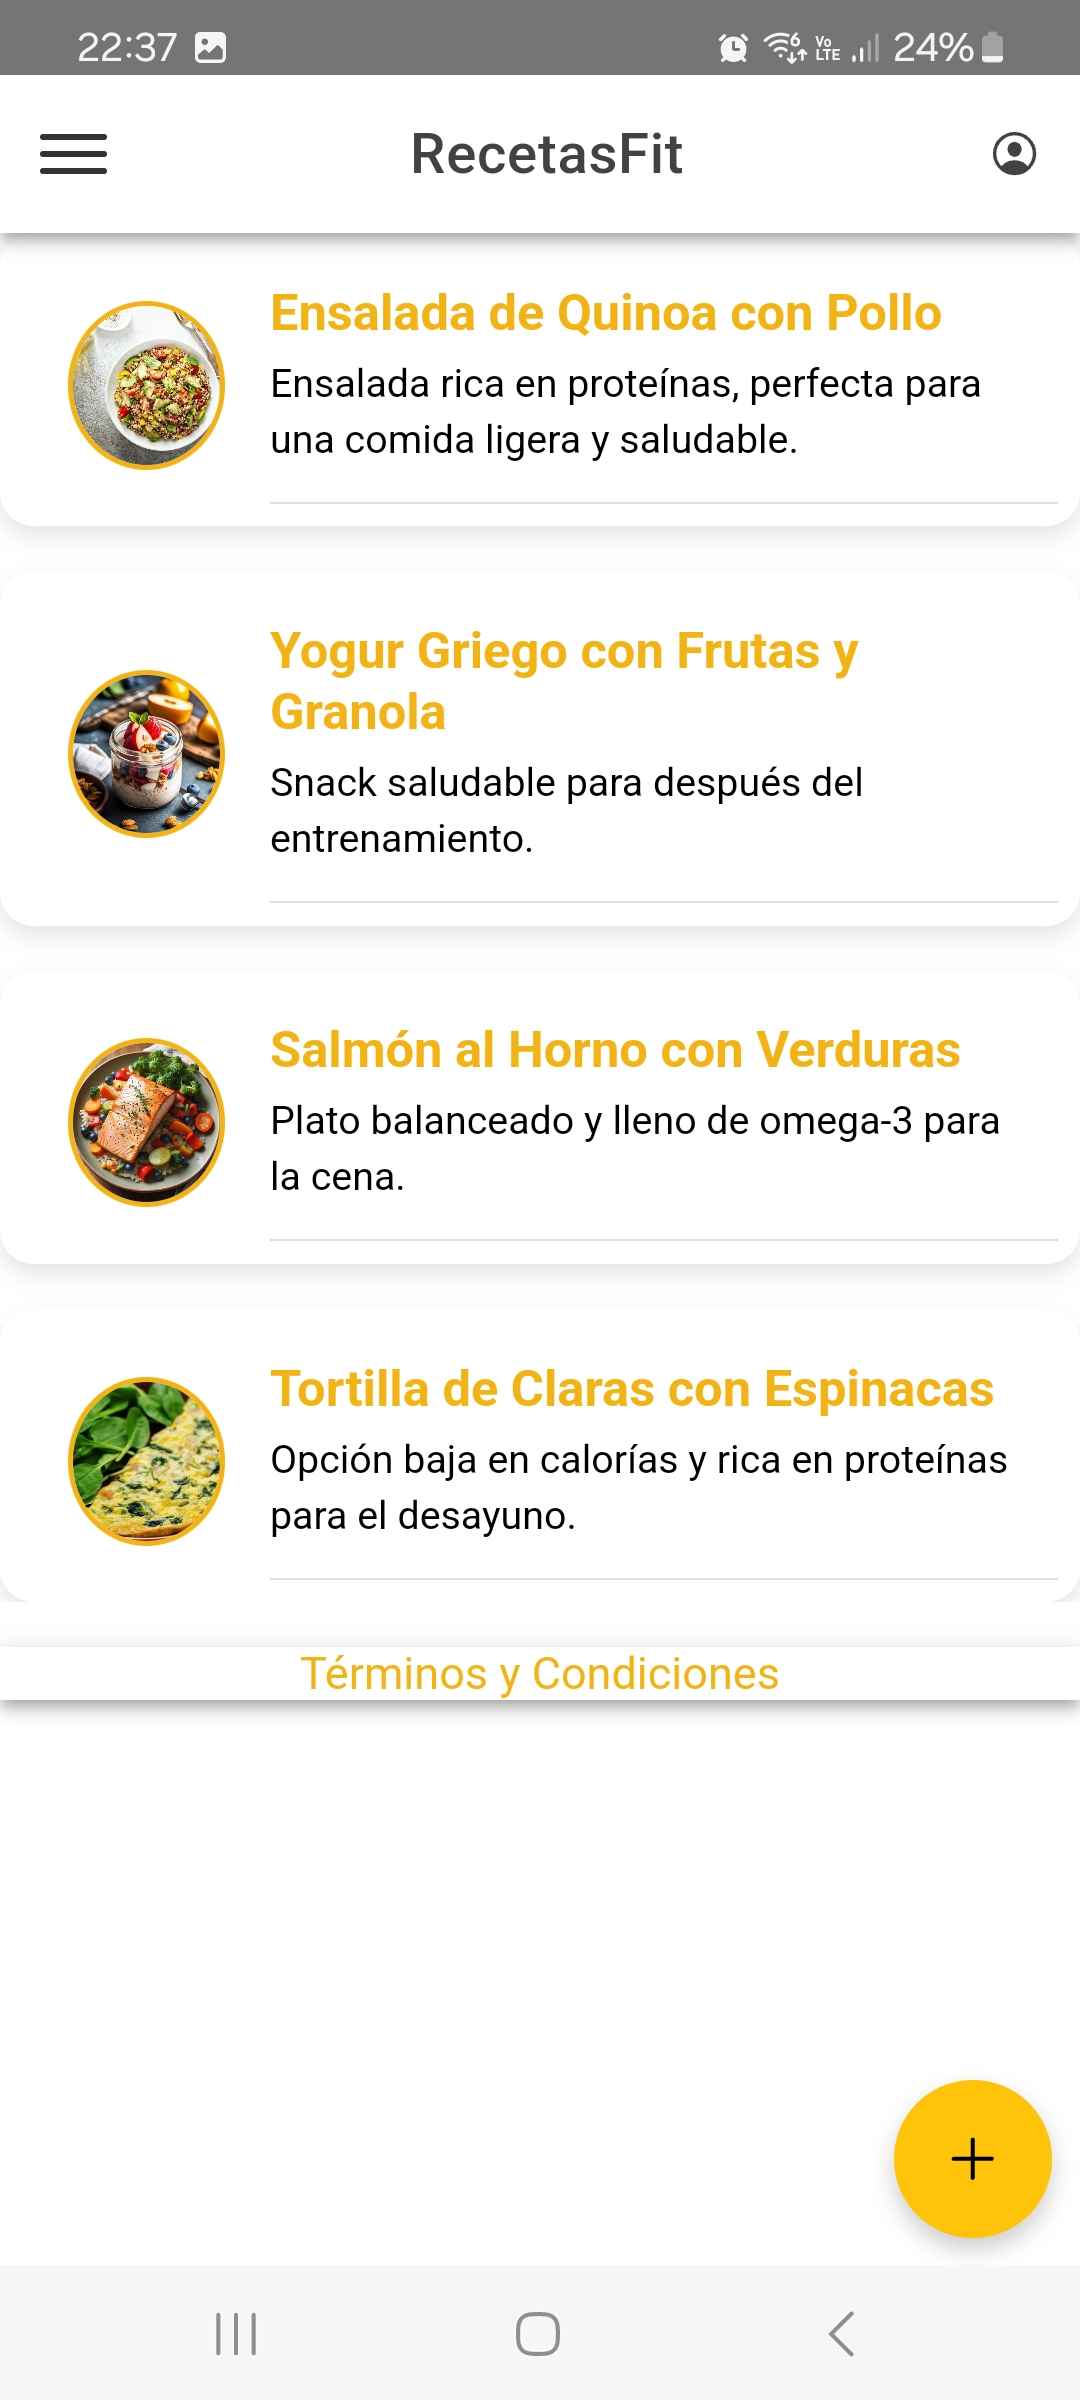 22:37
6 Vo LTE 24%
RecetasFit
Ensalada de Quinoa con Pollo
Ensalada rica en proteínas, perfecta para
una comida ligera y saludable.
Yogur Griego con Frutas y
Granola
Snack saludable para después del
entrenamiento.
Salmón al Horno con Verduras
Plato balanceado y lleno de omega-3 para
la cena.
Tortilla de Claras con Espinacas
Opción baja en calorías y rica en proteínas
para el desayuno.
Términos y Condiciones